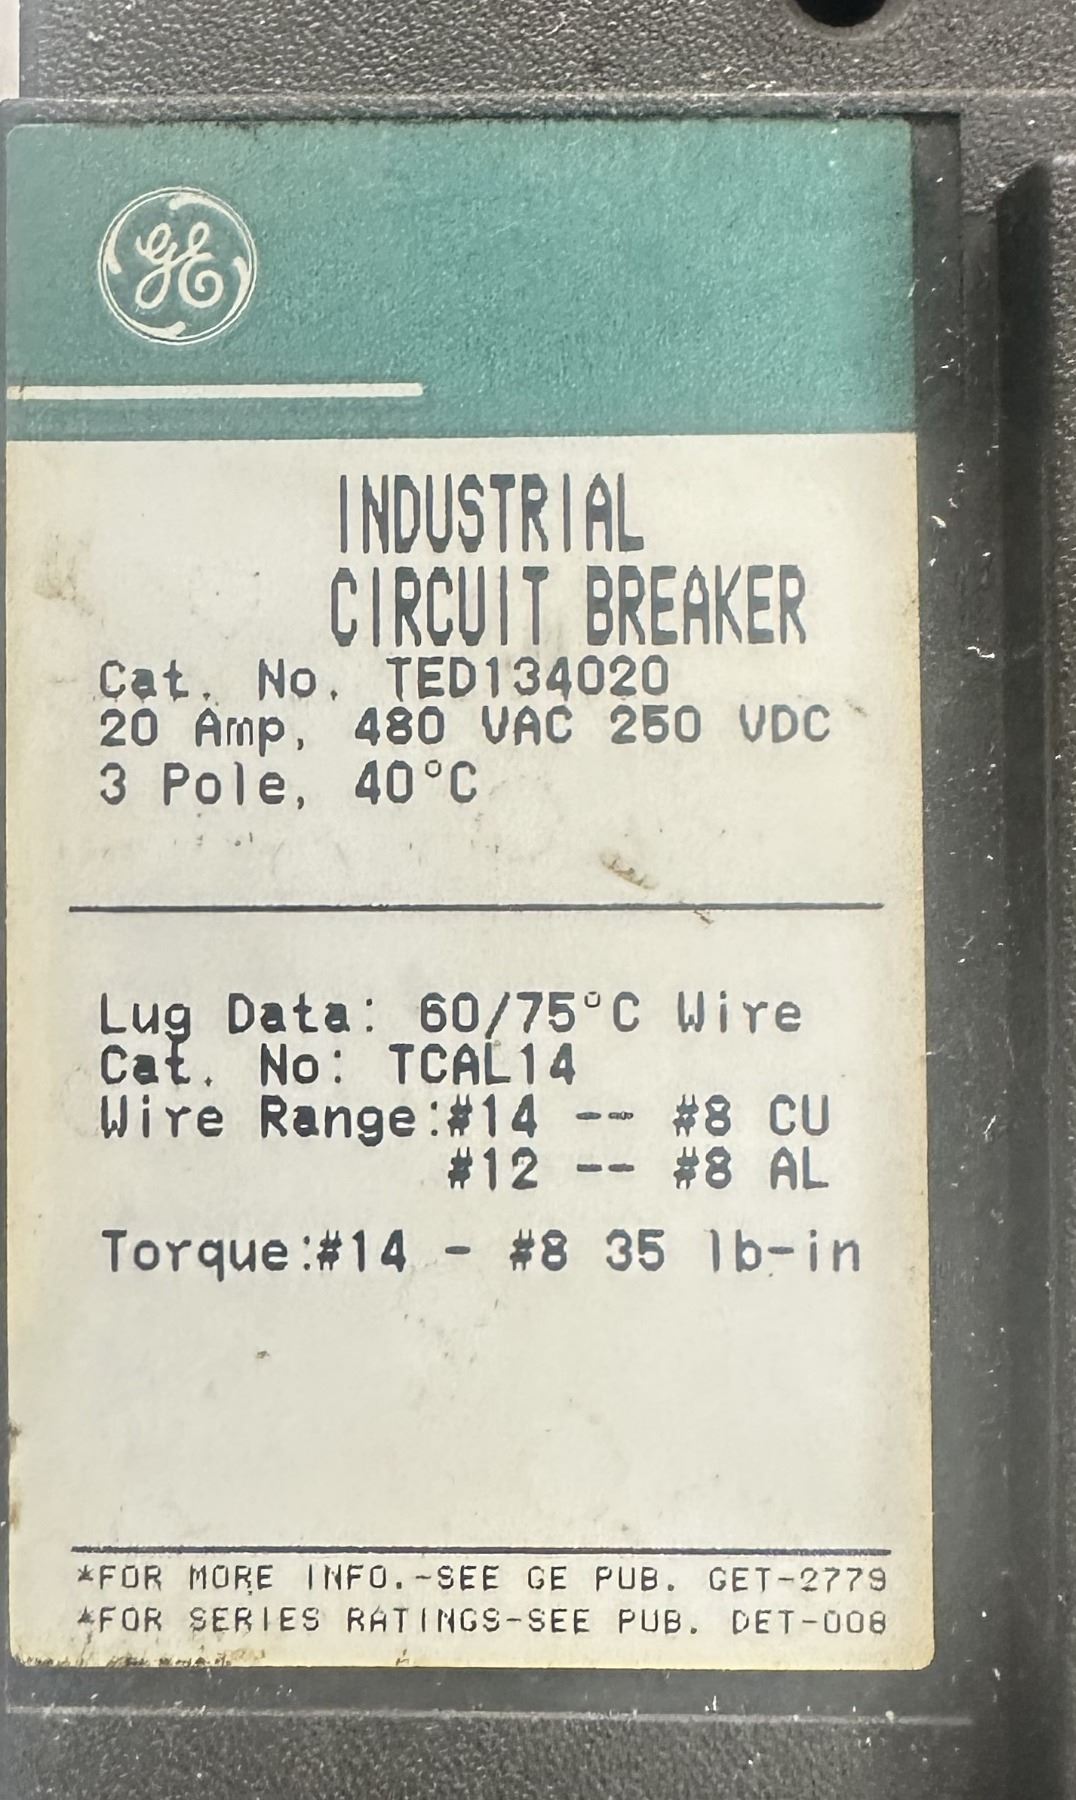 GE
INDUSTRIAL
CIRCUIT BREAKER
Cat. No. TED134020
20 Amp, 480 VAC 250 VDC
3 Pole, 40°C
Lug Data: 60/75°C Wire
Cat. No: TCAL14
Wire Range:#14 -- #8 CU
#12 -- #8 AL
Torque:#14 - #8 35 lb-in
*FOR MORE INFO.-SEE GE PUB. GET-2779
*FOR SERIES RATINGS-SEE PUB. DET-008